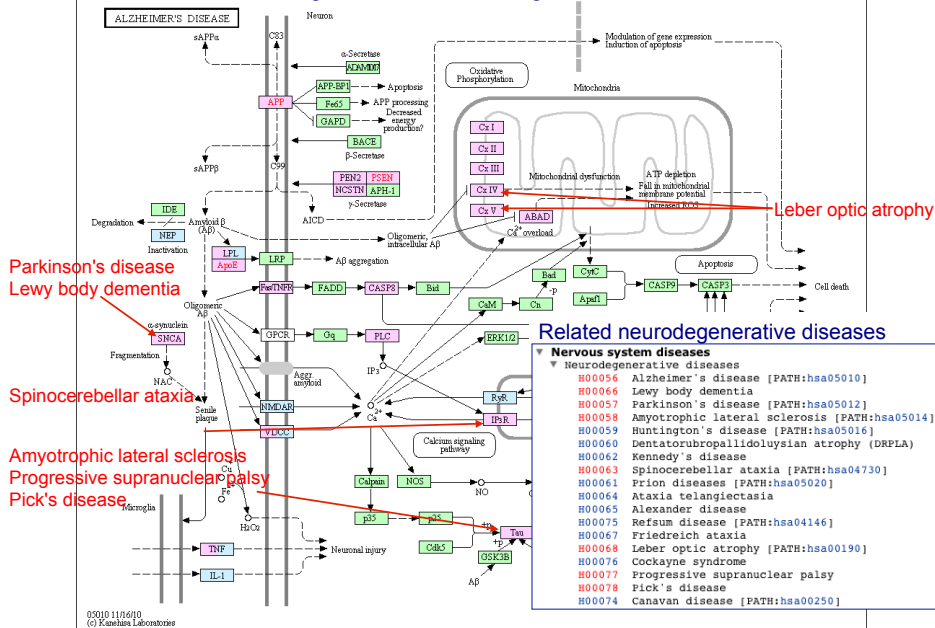 ALZHEIMER'S DISEASE
Neuron
sAPPα
C83
α-Secretase
ADAM10/17
Modulation of gene expression
Induction of apoptosis
Oxidative
Phosphorylation
Mitochondria
APP-BP1
Apoptosis
APP
Fe65
APP processing
GAPD
Decreased
energy
production?
BACE
β-Secretase
sAPPβ
C99
Cx I
Cx II
Cx III
Cx IV
Cx V
PEN2
PSEN
NCSTN
APH-1
γ-Secretase
Mitochondrial dysfunction
ATP depletion
Fall in mitochondrial
membrane potential
Increased ROS
Leber optic atrophy
ABAD
Ca2+ overload
AICD
IDE
Degradation
Amyloid β
(Aβ)
NEP
Inactivation
Oligomeric
intracellular Aβ
LPL
ApoE
LRP
Aβ aggregation
Parkinson's disease
Lewy body dementia
Fas/TNFR
FADD
CASP8
Bid
Bad
-p
CytC
Apoptosis
CASP9
CASP3
Cell death
CaM
Cn
Apaf1
Oligomeric
Aβ
α-synuclein
SNCA
Fragmentation
NAC
GPCR
Gq
PLC
IP3
ERK1/2
Aggr.
amyloid
Spinocerebellar ataxia
Senile
plaque
NMDAR
VDCC
Ca2+
RyR
IP3R
Calcium signaling
pathway
Amyotrophic lateral sclerosis
Progressive supranuclear palsy
Pick's disease
Cu
Fe
Microglia
H2O2
Calpain
NOS
NO
p35
p25
Cdk5
+p
+p
Tau
GSK3B
Aβ
TNF
IL-1
Neuronal injury
Related neurodegenerative diseases
Nervous system diseases
Neurodegenerative diseases
H00056 Alzheimer's disease [PATH:hsa05010]
H00066 Lewy body dementia
H00057 Parkinson's disease [PATH:hsa05012]
H00058 Amyotrophic lateral sclerosis [PATH:hsa05014]
H00059 Huntington's disease [PATH:hsa05016]
H00060 Dentatorubropallidoluysian atrophy (DRPLA)
H00062 Kennedy's disease
H00063 Spinocerebellar ataxia [PATH:hsa04730]
H00061 Prion diseases [PATH:hsa05020]
H00064 Ataxia telangiectasia
H00065 Alexander disease
H00075 Refsum disease [PATH:hsa04146]
H00067 Friedreich ataxia
H00068 Leber optic atrophy [PATH:hsa00190]
H00076 Cockayne syndrome
H00077 Progressive supranuclear palsy
H00078 Pick's disease
H00074 Canavan disease [PATH:hsa00250]
05010 11/16/10
(c) Kanehisa Laboratories